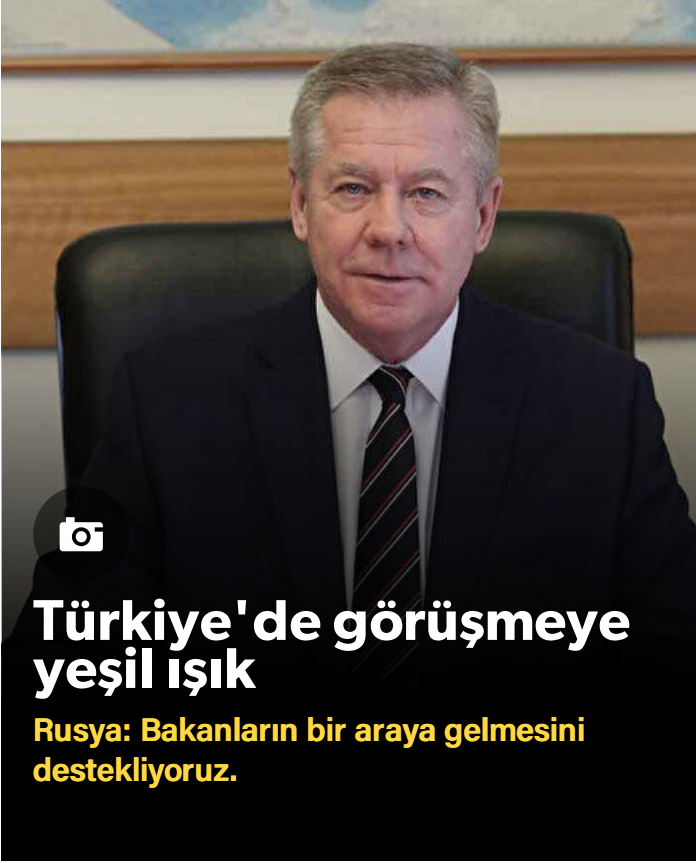 Türkiye'de görüşmeye
yeşil ışık
Rusya: Bakanların bir araya gelmesini
destekliyoruz.